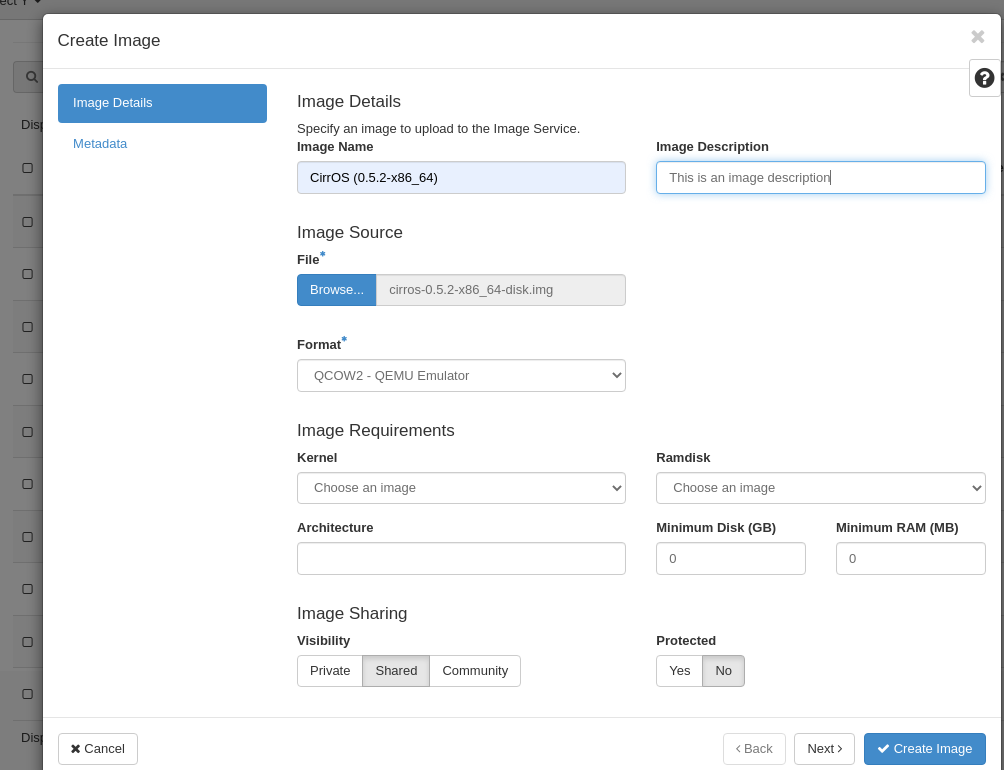 Create Image
Image Details
Metadata
Image Details
Specify an image to upload to the Image Service.
Image Name
Image Description
CirrOS (0.5.2-x86_64)
This is an image description
Image Source
File*
Browse...
cirros-0.5.2-x86_64-disk.img
Format*
QCOW2 - QEMU Emulator
Image Requirements
Kernel
Ramdisk
Choose an image
Choose an image
Architecture
Minimum Disk (GB)
Minimum RAM (MB)
0
0
Image Sharing
Visibility
Protected
Private
Shared
Community
Yes
No
Cancel
Back
Next
Create Image